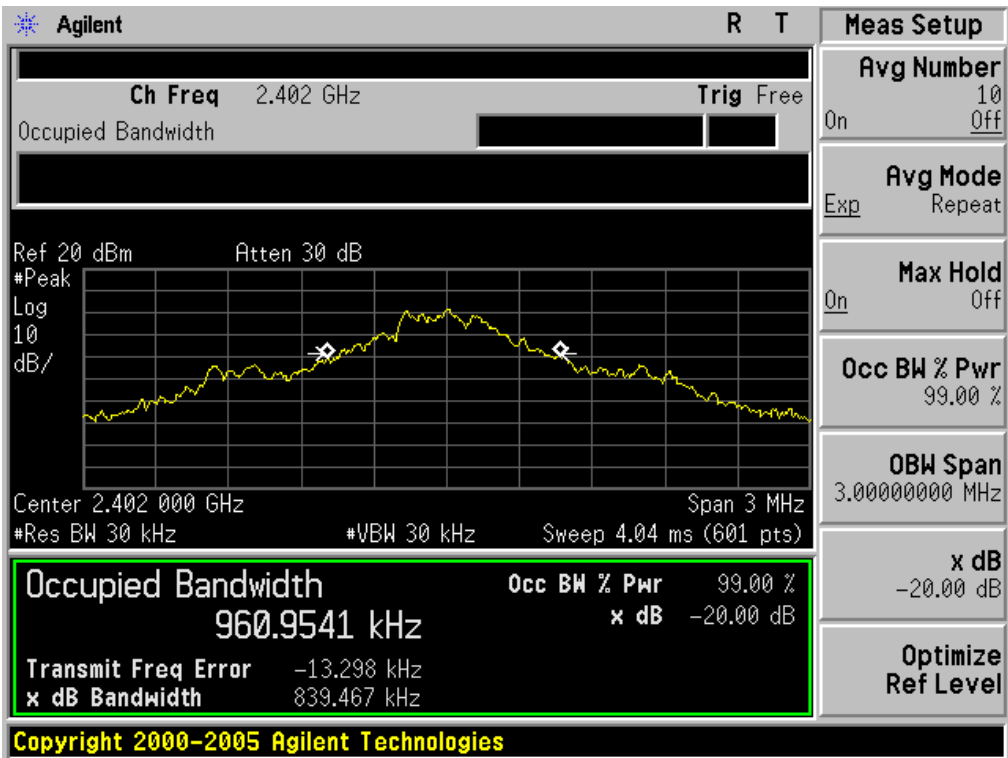 Agilent R T
Ch Freq 2.402 GHz Trig Free
Occupied Bandwidth
Ref 20 dBm Atten 30 dB
#Peak
Log
10
dB/
Center 2.402 000 GHz Span 3 MHz
#Res BW 30 kHz #VBW 30 kHz Sweep 4.04 ms (601 pts)
Occupied Bandwidth Occ BW % Pwr 99.00 %
960.9541 kHz x dB -20.00 dB
Transmit Freq Error -13.298 kHz
x dB Bandwidth 839.467 kHz
Copyright 2000-2005 Agilent Technologies
Meas Setup
Avg Number
10
On Off
Avg Mode
Exp Repeat
Max Hold
On Off
Occ BW % Pwr
99.00 %
OBW Span
3.00000000 MHz
x dB
-20.00 dB
Optimize
Ref Level